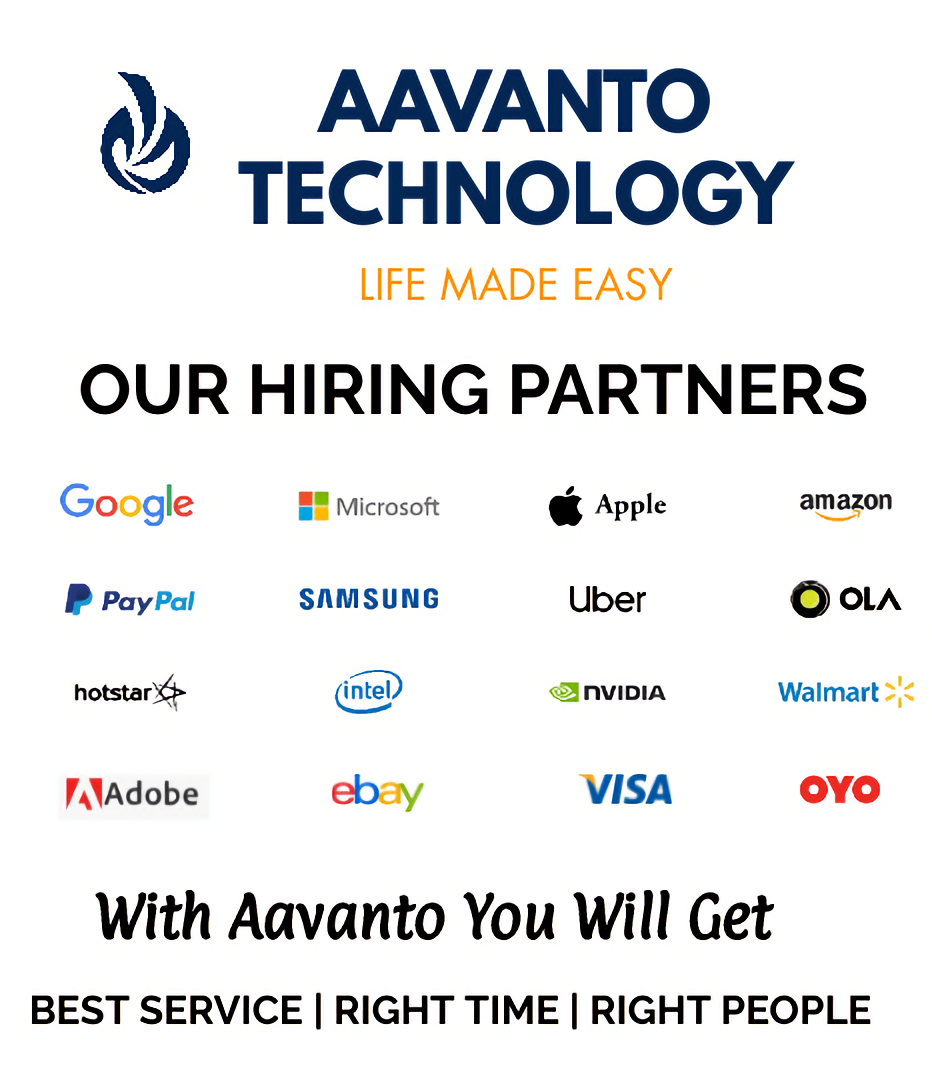 AAVANTO
TECHNOLOGY
LIFE MADE EASY
OUR HIRING PARTNERS
Google Microsoft Apple amazon
PayPal SAMSUNG Uber OLA
hotstar intel NVIDIA Walmart
Adobe ebay VISA OYO
With Aavanto You Will Get
BEST SERVICE | RIGHT TIME | RIGHT PEOPLE